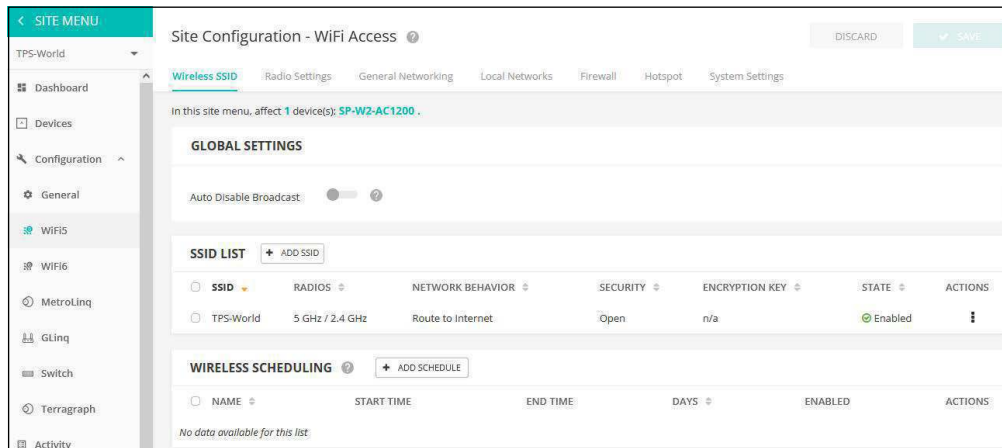 SITE MENU
TPS-World
Dashboard
Devices
Configuration
General
WiFi5
WiFi6
MetroLinq
GLinq
Switch
Terragraph
Activity
Site Configuration - WiFi Access
DISCARD
SAVE
Wireless SSID Radio Settings General Networking Local Networks Firewall Hotspot System Settings
In this site menu, affect 1 device(s): SP-W2-AC1200 .
GLOBAL SETTINGS
Auto Disable Broadcast
SSID LIST + ADD SSID
SSID RADIOS NETWORK BEHAVIOR SECURITY ENCRYPTION KEY STATE ACTIONS
TPS-World 5 GHz / 2.4 GHz Route to Internet Open n/a Enabled
WIRELESS SCHEDULING + ADD SCHEDULE
NAME START TIME END TIME DAYS ENABLED ACTIONS
No data available for this list